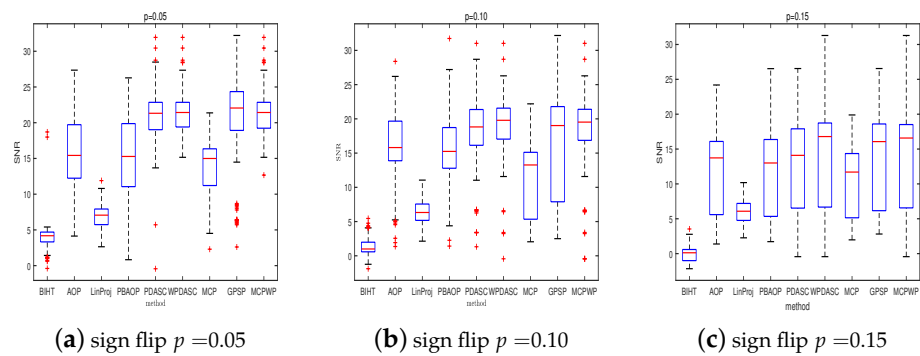 p=0.05
SNR
30
25
20
15
10
5
0
BIHT AOP LinProj PBAOP PDASC WPDASC MCP GPSP MCPWP
method
(a) sign flip p =0.05
p=0.10
SNR
30
25
20
15
10
5
0
BIHT AOP LinProj PBAOP PDASC WPDASC MCP GPSP MCPWP
method
(b) sign flip p =0.10
p=0.15
SNR
30
25
20
15
10
5
0
BIHT AOP LinProj PBAOP PDASC WPDASC MCP GPSP MCPWP
method
(c) sign flip p =0.15